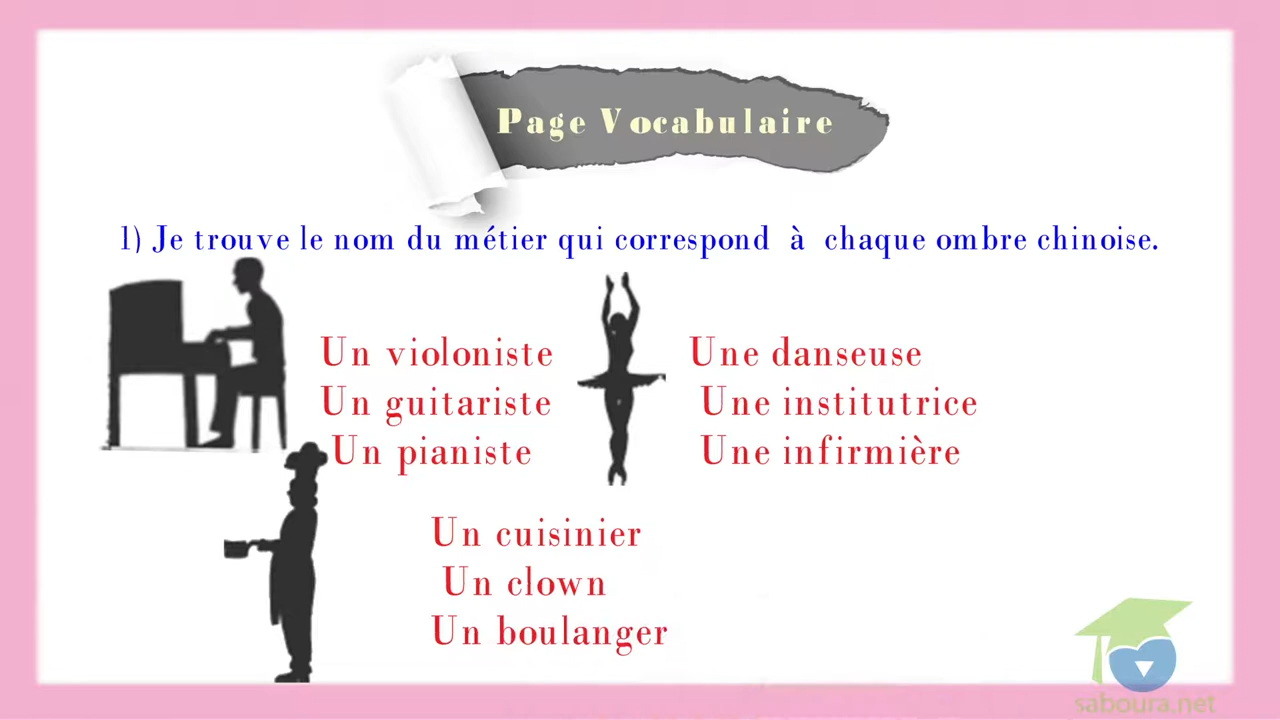 Page Vocabulaire
1) Je trouve le nom du métier qui correspond à chaque ombre chinoise.
Un violoniste
Un guitariste
Un pianiste
Une danseuse
Une institutrice
Une infirmière
Un cuisinier
Un clown
Un boulanger
saboura.net